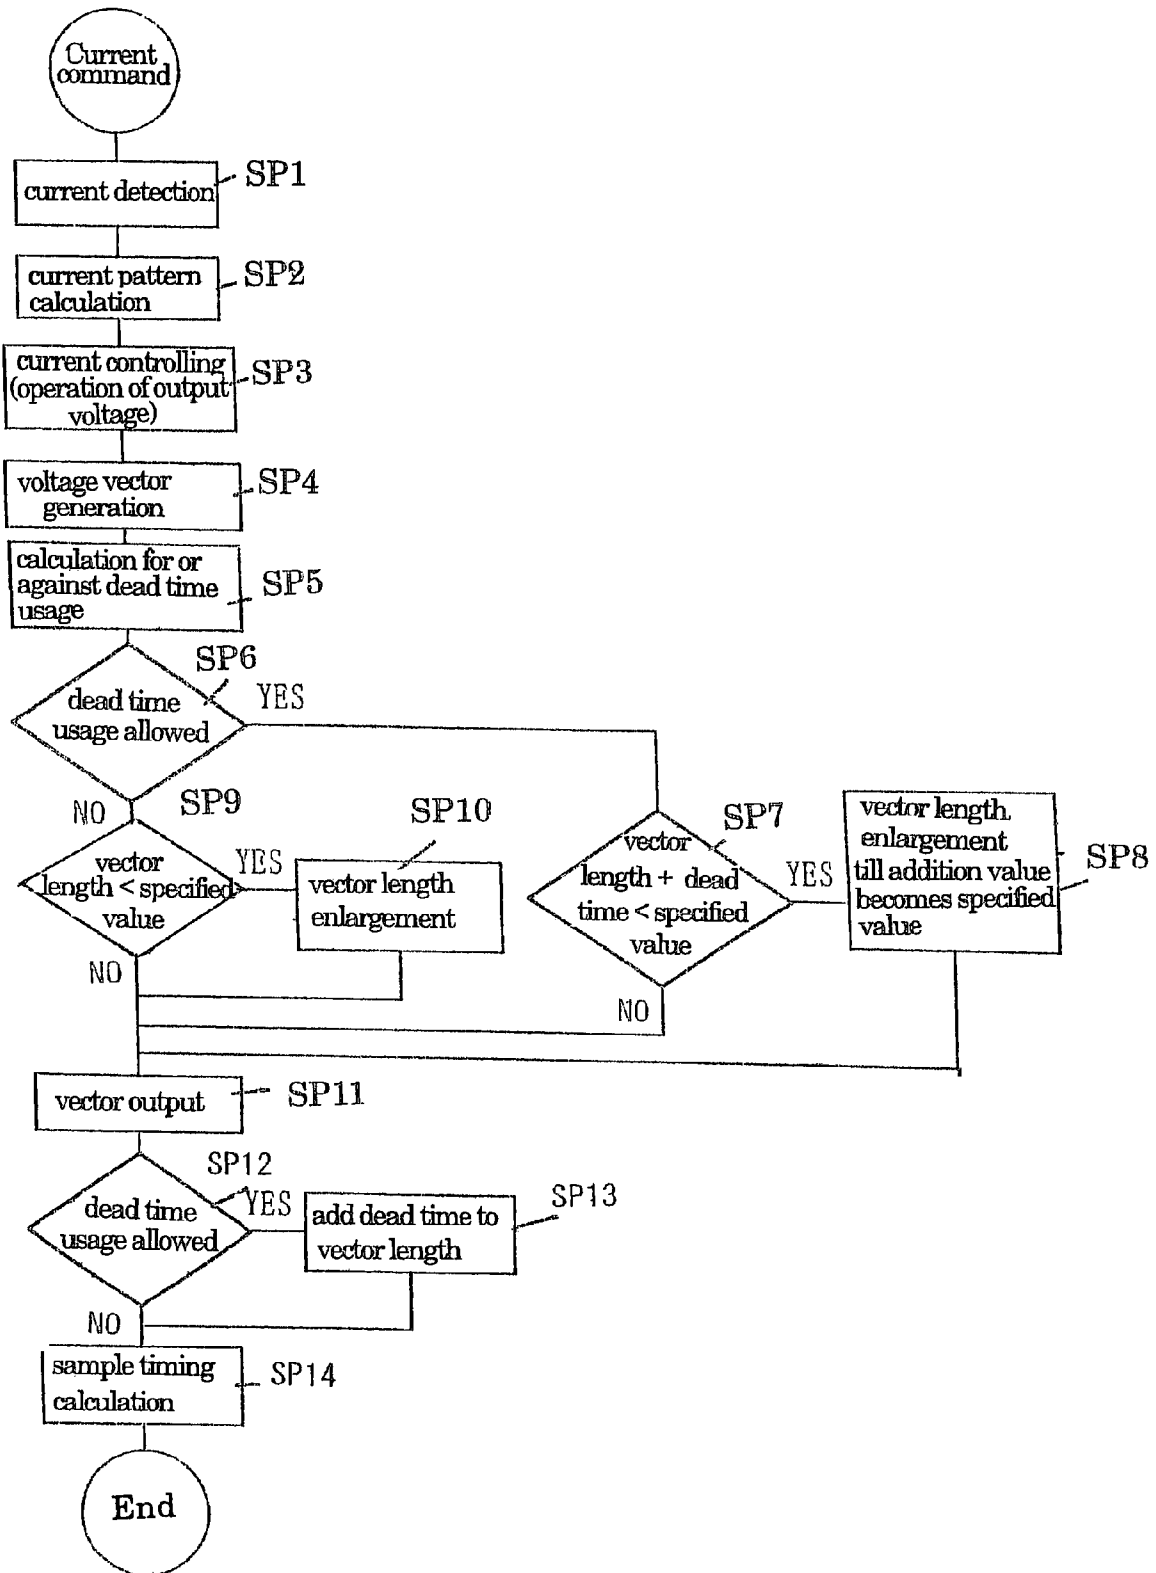 Current
command
SP1
current detection
SP2
current pattern
calculation
current controlling
(operation of output
voltage)
SP3
voltage vector
generation
SP4
calculation for or
against dead time
usage
SP5
SP6
dead time
usage allowed
YES
NO
SP9
vector
length < specified
value
YES
NO
SP10
vector length
enlargement
SP7
vector
length + dead
time < specified
value
YES
NO
vector length
enlargement
till addition value
becomes specified
value
SP8
vector output
SP11
SP12
dead time
usage allowed
YES
NO
add dead time to
vector length
SP13
sample timing
calculation
SP14
End